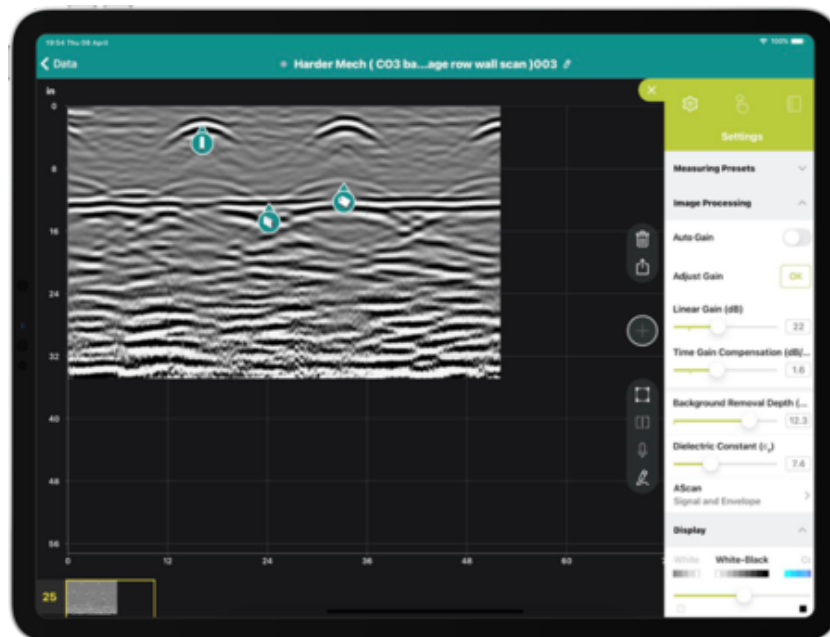 19:54 Thu 08 April
100%
Data
Harder Mech ( CO3 ba...age row wall scan )003
in
0
8
16
24
32
40
48
56
0
12
24
36
48
60
25
Settings
Measuring Presets
Image Processing
Auto Gain
Adjust Gain
OK
Linear Gain (dB)
22
Time Gain Compensation (dB/...
1.6
Background Removal Depth (...
12.3
Dielectric Constant (εr)
7.4
AScan
Signal and Envelope
Display
White
White-Black